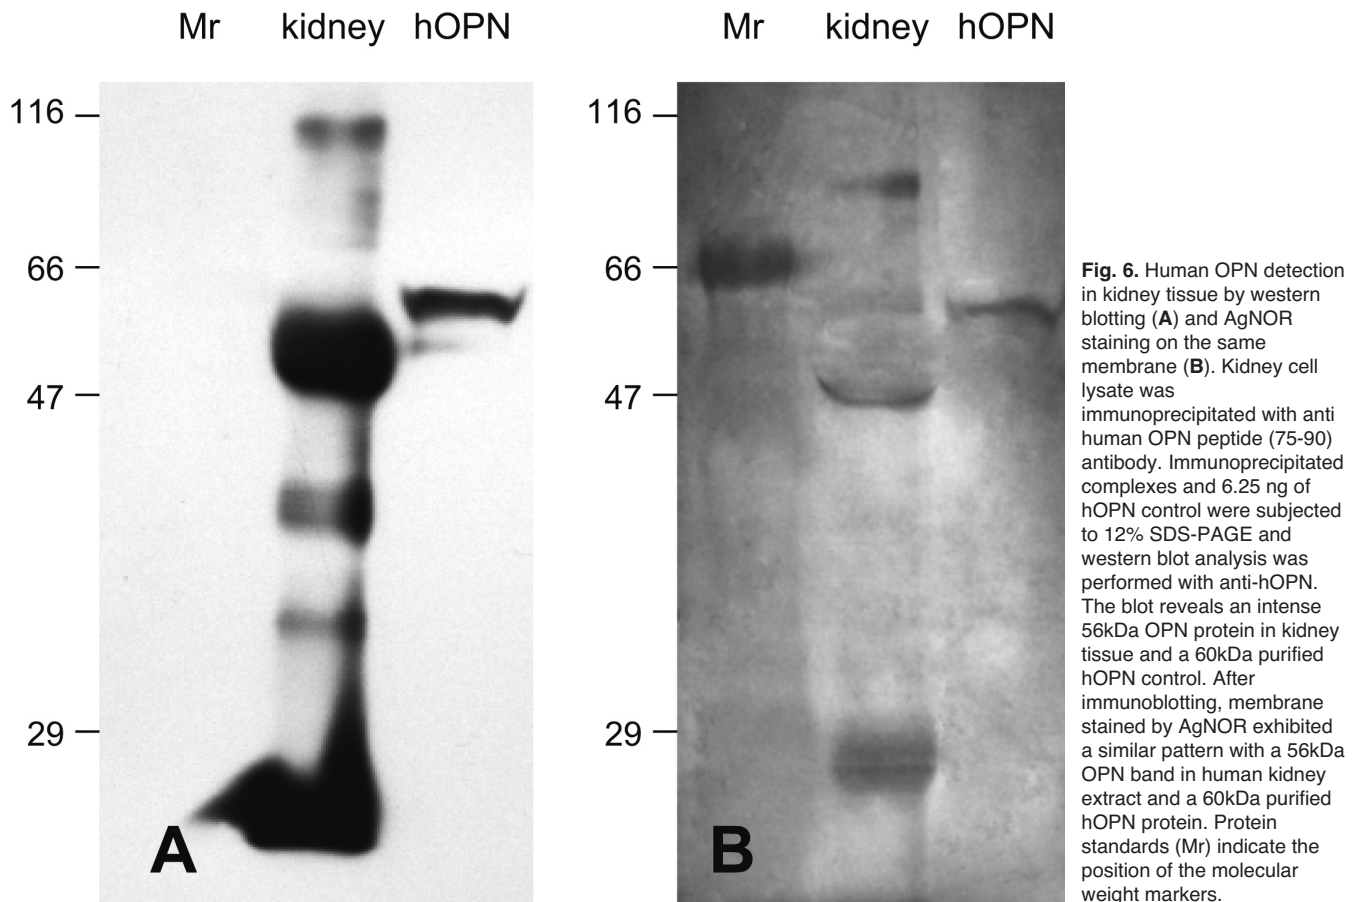 Mr kidney hOPN
116
66
47
29
A
Mr kidney hOPN
116
66
47
29
B
Fig. 6. Human OPN detection
in kidney tissue by western
blotting (A) and AgNOR
staining on the same
membrane (B). Kidney cell
lysate was
immunoprecipitated with anti
human OPN peptide (75-90)
antibody. Immunoprecipitated
complexes and 6.25 ng of
hOPN control were subjected
to 12% SDS-PAGE and
western blot analysis was
performed with anti-hOPN.
The blot reveals an intense
56kDa OPN protein in kidney
tissue and a 60kDa purified
hOPN control. After
immunoblotting, membrane
stained by AgNOR exhibited
a similar pattern with a 56kDa
OPN band in human kidney
extract and a 60kDa purified
hOPN protein. Protein
standards (Mr) indicate the
position of the molecular
weight markers.